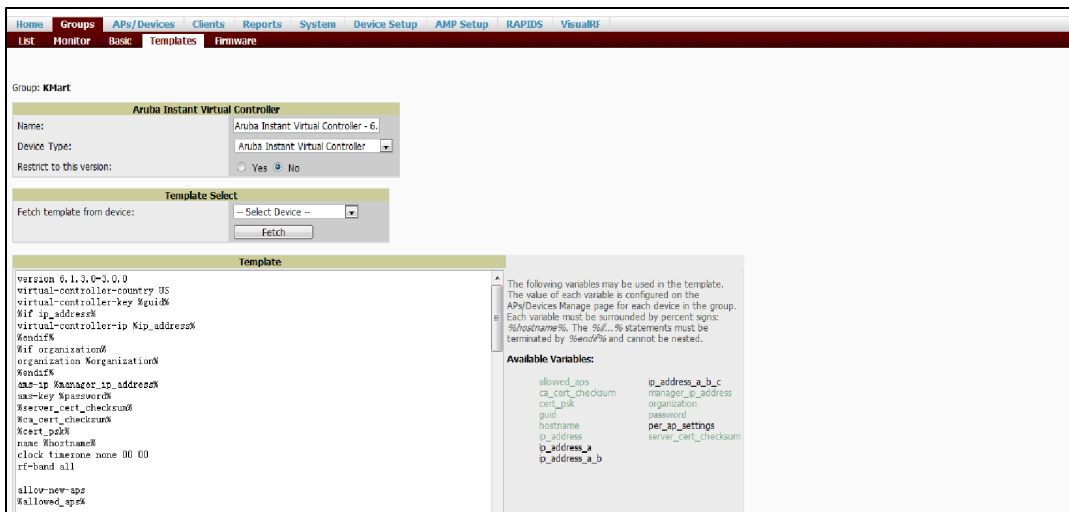 Home Groups APs/Devices Clients Reports System Device Setup AMP Setup RAPIDS VisualRF
List Monitor Basic Templates Firmware
Group: KMart
Aruba Instant Virtual Controller
Name: Aruba Instant Virtual Controller - 6.
Device Type: Aruba Instant Virtual Controller
Restrict to this version: Yes No
Template Select
Fetch template from device: -- Select Device --
Fetch
Template
version 6.1.3.0-3.0.0
virtual-controller-country US
virtual-controller-key %guid%
%if ip_address%
virtual-controller-ip %ip_address%
%endif%
%if organization%
organization %organization%
%endif%
ams-ip %manager_ip_address%
ams-key %password%
%server_cert_checksum%
%ca_cert_checksum%
%cert_psk%
name %hostname%
clock timezone none 00 00
rf-band all
allow-new-aps
%allowed_aps%
The following variables may be used in the template.
The value of each variable is configured on the
APs/Devices Manage page for each device in the group.
Each variable must be surrounded by percent signs:
%hostname%. The %if...% statements must be
terminated by %endif% and cannot be nested.
Available Variables:
allowed_aps ip_address_a_b_c
ca_cert_checksum manager_ip_address
cert_psk organization
guid password
hostname per_ap_settings
ip_address server_cert_checksum
ip_address_a
ip_address_a_b